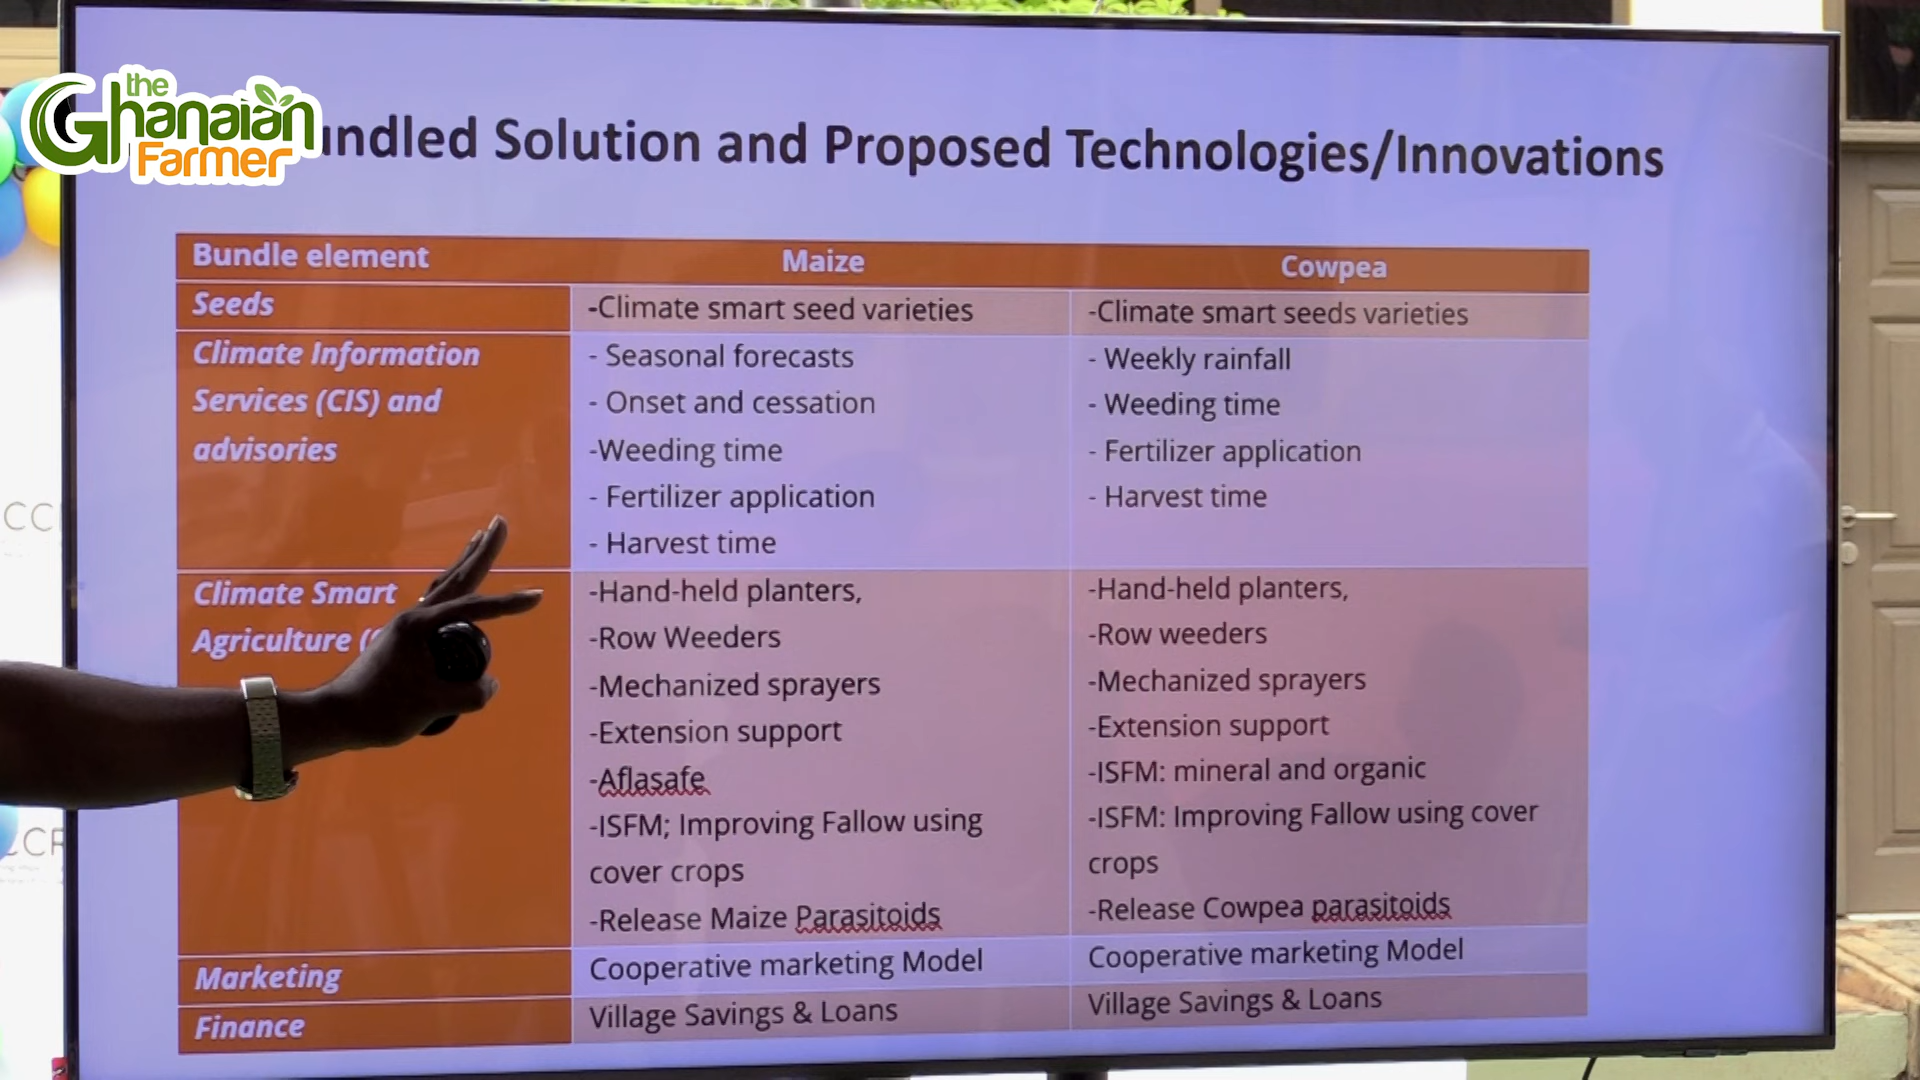 the
Ghanaian
Farmer
undled Solution and Proposed Technologies/Innovations
Bundle element Maize Cowpea
Seeds
-Climate smart seed varieties
-Climate smart seeds varieties
Climate Information
Services (CIS) and
advisories
- Seasonal forecasts
- Onset and cessation
-Weeding time
- Fertilizer application
- Harvest time
- Weekly rainfall
- Weeding time
- Fertilizer application
- Harvest time
Climate Smart
Agriculture (
-Hand-held planters,
-Row Weeders
-Mechanized sprayers
-Extension support
-Aflasafe
-ISFM; Improving Fallow using
cover crops
-Release Maize Parasitoids
-Hand-held planters,
-Row weeders
-Mechanized sprayers
-Extension support
-ISFM: mineral and organic
-ISFM: Improving Fallow using cover
crops
-Release Cowpea parasitoids
Marketing
Cooperative marketing Model
Cooperative marketing Model
Finance
Village Savings & Loans
Village Savings & Loans